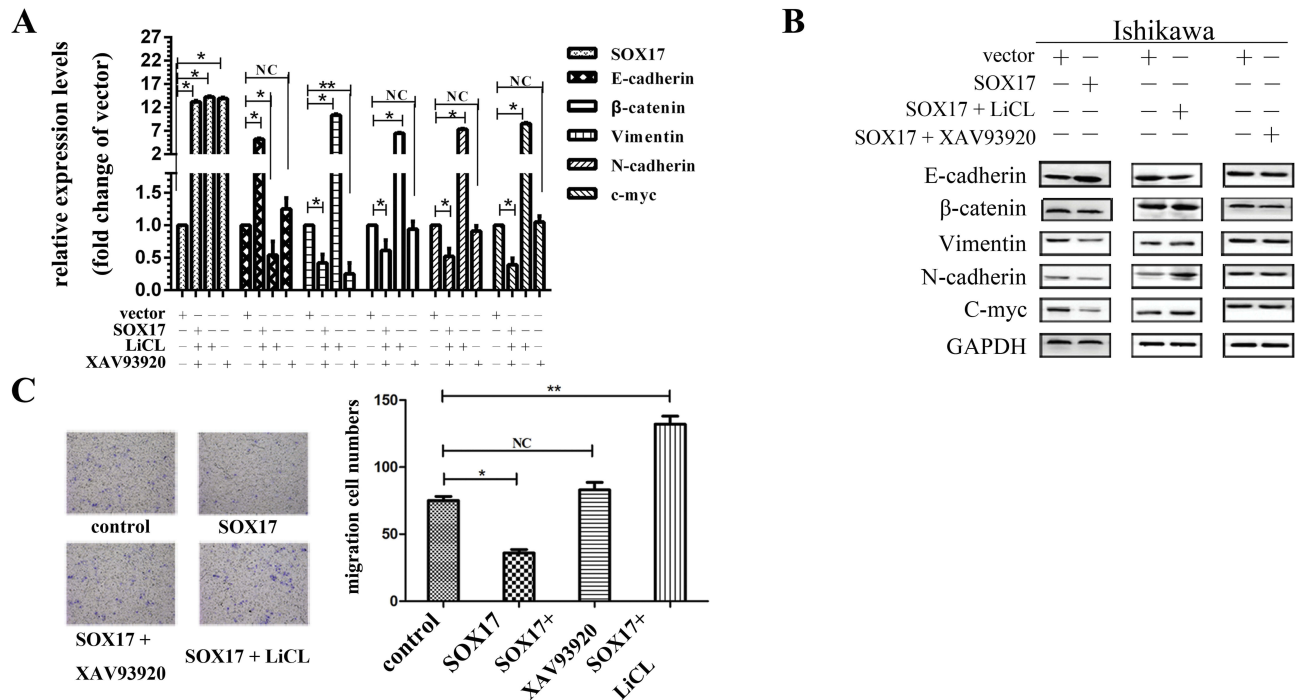 A
relative expression levels
(fold change of vector)
27
22
17
12
7
2
1.5
1.0
0.5
0.0
* * *
* * NC
* * **
* * NC
* * NC
* * NC
SOX17
E-cadherin
β-catenin
Vimentin
N-cadherin
c-myc
vector + − − − + − − − + − − − + − − − + − − − + − − −
SOX17
LiCL
XAV93920
B
Ishikawa
vector + − + − + −
SOX17 − + − − − −
SOX17 + LiCL − − − + − −
SOX17 + XAV93920 − − − − − +
E-cadherin
β-catenin
Vimentin
N-cadherin
C-myc
GAPDH
C
control
SOX17
SOX17 +
XAV93920
SOX17 + LiCL
migration cell numbers
150
100
50
0
**
NC
*
control
SOX17
SOX17+
XAV93920
SOX17+
LiCL